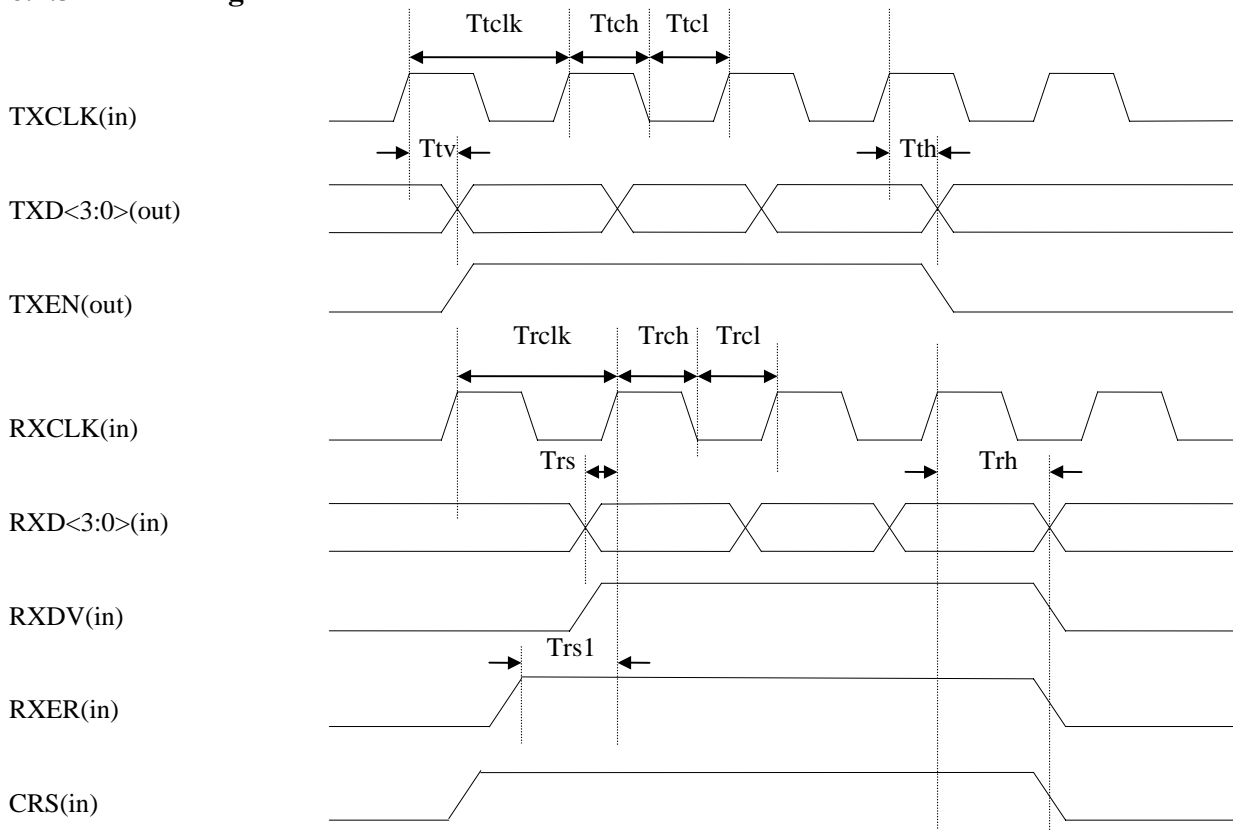 Ttclk Ttch Ttcl
TXCLK(in)
Ttv Tth
TXD<3:0>(out)
TXEN(out)
Trclk Trch Trcl
RXCLK(in)
Trs Trh
RXD<3:0>(in)
RXDV(in)
Trs1
RXER(in)
CRS(in)